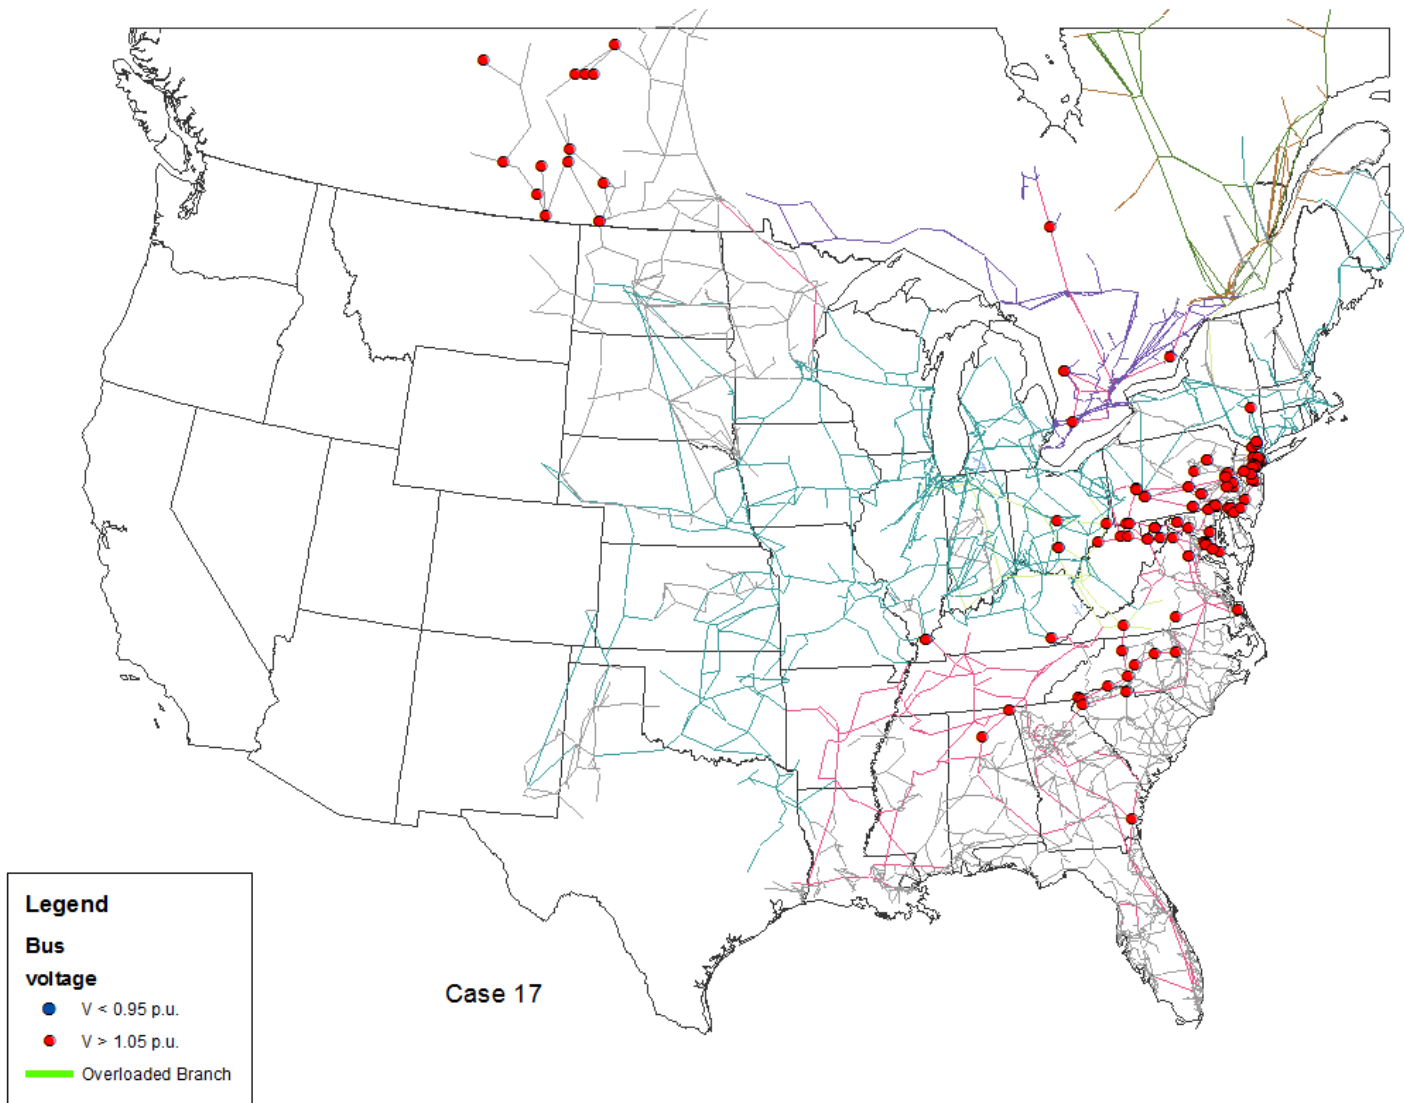 Legend
Bus
voltage
V < 0.95 p.u.
V > 1.05 p.u.
Overloaded Branch
Case 17